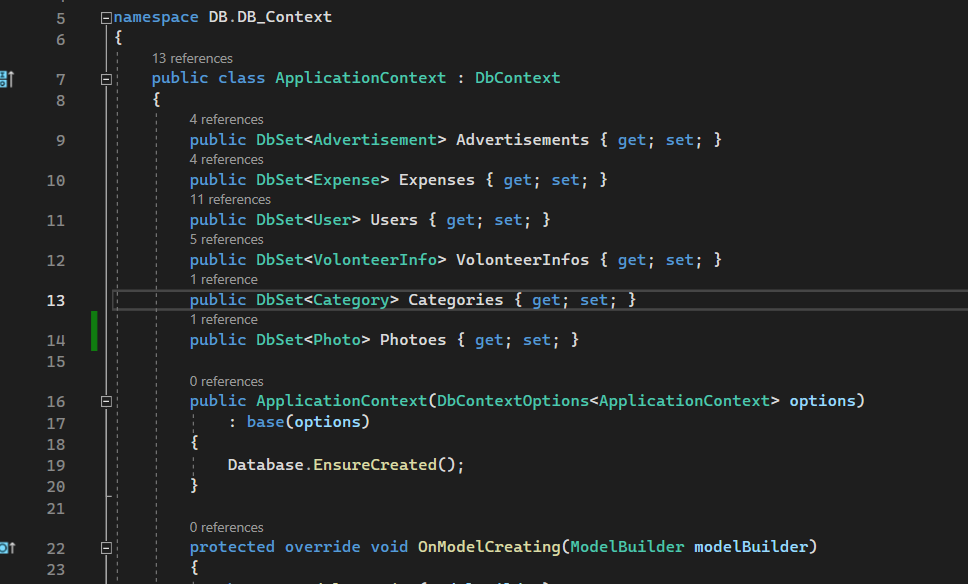 5 namespace DB.DB_Context
6 {
13 references
7 public class ApplicationContext : DbContext
8 {
4 references
9 public DbSet<Advertisement> Advertisements { get; set; }
4 references
10 public DbSet<Expense> Expenses { get; set; }
11 references
11 public DbSet<User> Users { get; set; }
5 references
12 public DbSet<VolonteerInfo> VolonteerInfos { get; set; }
1 reference
13 public DbSet<Category> Categories { get; set; }
1 reference
14 public DbSet<Photo> Photoes { get; set; }
15
0 references
16 public ApplicationContext(DbContextOptions<ApplicationContext> options)
17 : base(options)
18 {
19 Database.EnsureCreated();
20 }
21
0 references
22 protected override void OnModelCreating(ModelBuilder modelBuilder)
23 {